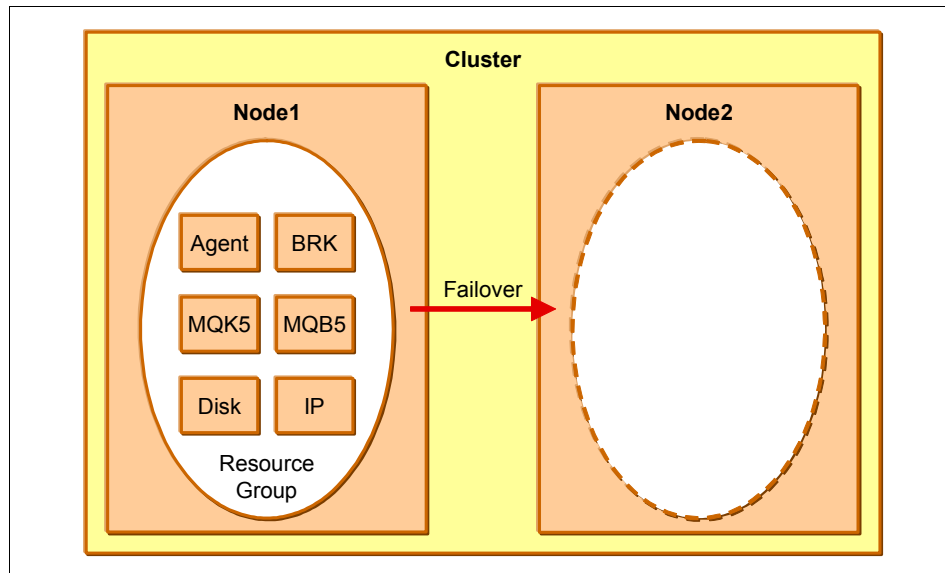 Cluster
Node1
Node2
Agent
BRK
Failover
MQK5
MQB5
Disk
IP
Resource
Group